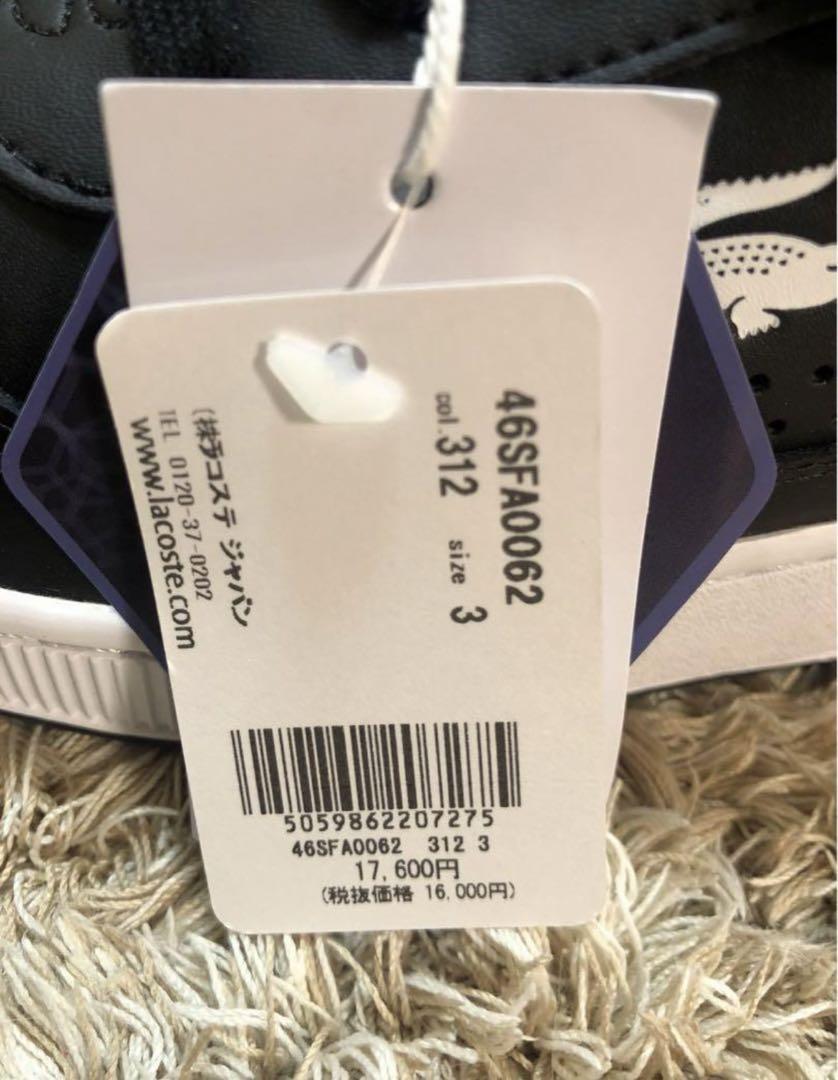 46SFA0062
col.312 size 3
(株)ラコステ ジャパン
TEL 0120-37-0202
www.lacoste.com
5059862207275
46SFA0062 312 3
17,600円
(税抜価格 16,000円)